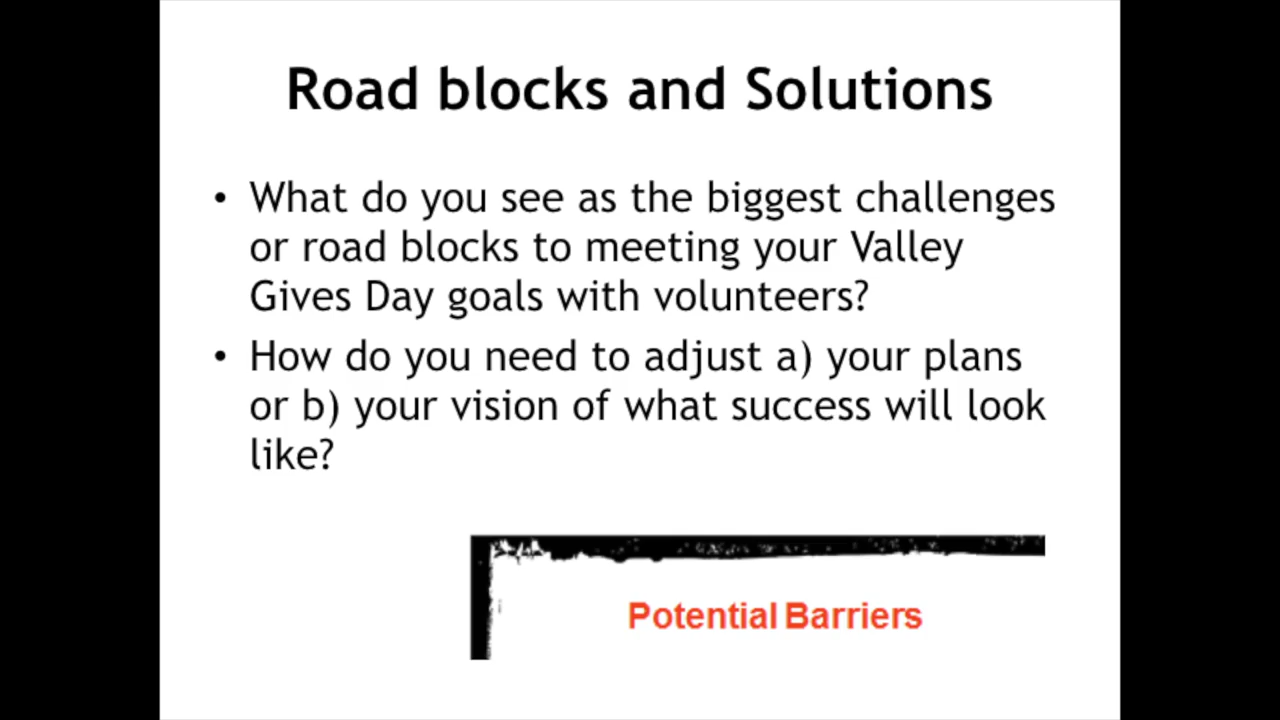 Road blocks and Solutions
• What do you see as the biggest challenges
or road blocks to meeting your Valley
Gives Day goals with volunteers?
• How do you need to adjust a) your plans
or b) your vision of what success will look
like?
Potential Barriers